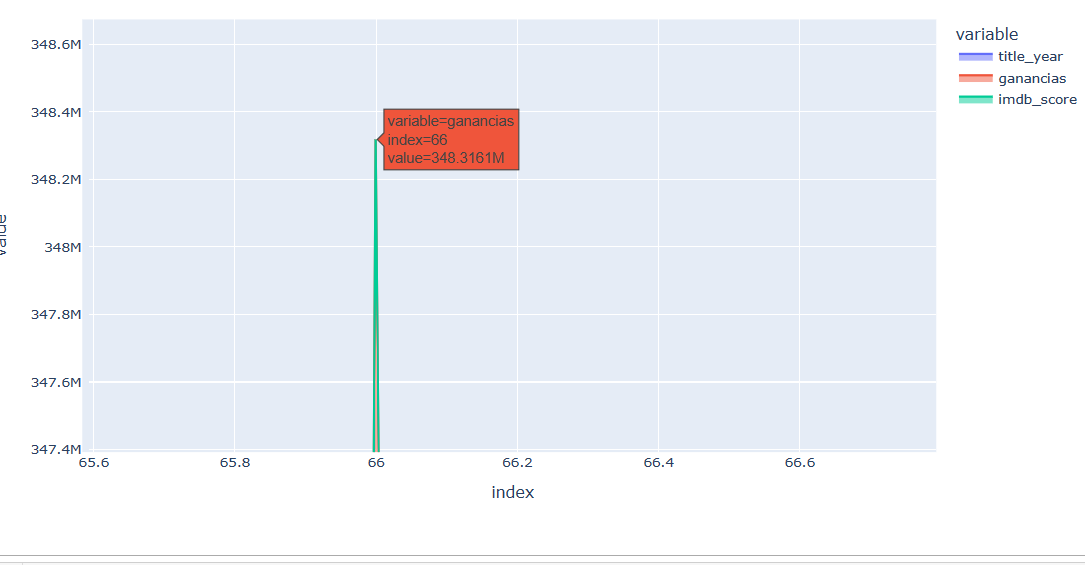 348.6M
348.4M
348.2M
348M
347.8M
347.6M
347.4M
value
65.6
65.8
66
66.2
66.4
66.6
index
variable=ganancias
index=66
value=348.3161M
variable
title_year
ganancias
imdb_score